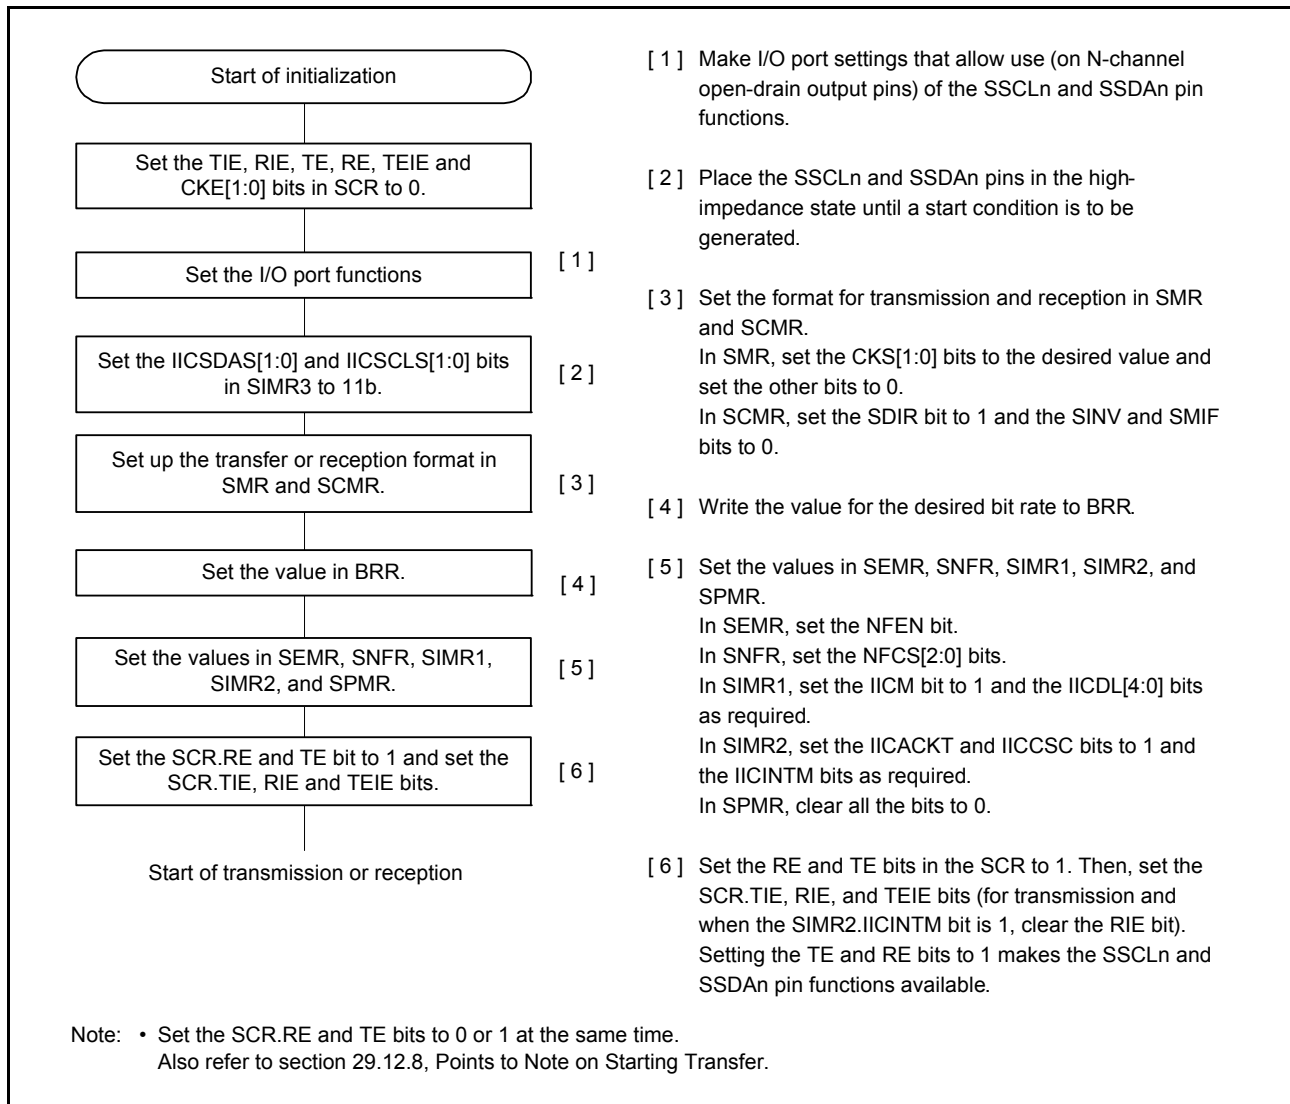 Start of initialization
Set the TIE, RIE, TE, RE, TEIE and
CKE[1:0] bits in SCR to 0.
Set the I/O port functions
[ 1 ]
Set the IICSDAS[1:0] and IICSCLS[1:0] bits
in SIMR3 to 11b.
[ 2 ]
Set up the transfer or reception format in
SMR and SCMR.
[ 3 ]
Set the value in BRR.
[ 4 ]
Set the values in SEMR, SNFR, SIMR1,
SIMR2, and SPMR.
[ 5 ]
Set the SCR.RE and TE bit to 1 and set the
SCR.TIE, RIE and TEIE bits.
[ 6 ]
Start of transmission or reception
[ 1 ] Make I/O port settings that allow use (on N-channel
open-drain output pins) of the SSCLn and SSDAn pin
functions.
[ 2 ] Place the SSCLn and SSDAn pins in the high-
impedance state until a start condition is to be
generated.
[ 3 ] Set the format for transmission and reception in SMR
and SCMR.
In SMR, set the CKS[1:0] bits to the desired value and
set the other bits to 0.
In SCMR, set the SDIR bit to 1 and the SINV and SMIF
bits to 0.
[ 4 ] Write the value for the desired bit rate to BRR.
[ 5 ] Set the values in SEMR, SNFR, SIMR1, SIMR2, and
SPMR.
In SEMR, set the NFEN bit.
In SNFR, set the NFCS[2:0] bits.
In SIMR1, set the IICM bit to 1 and the IICDL[4:0] bits
as required.
In SIMR2, set the IICACKT and IICCSC bits to 1 and
the IICINTM bits as required.
In SPMR, clear all the bits to 0.
[ 6 ] Set the RE and TE bits in the SCR to 1. Then, set the
SCR.TIE, RIE, and TEIE bits (for transmission and
when the SIMR2.IICINTM bit is 1, clear the RIE bit).
Setting the TE and RE bits to 1 makes the SSCLn and
SSDAn pin functions available.
Note: • Set the SCR.RE and TE bits to 0 or 1 at the same time.
Also refer to section 29.12.8, Points to Note on Starting Transfer.